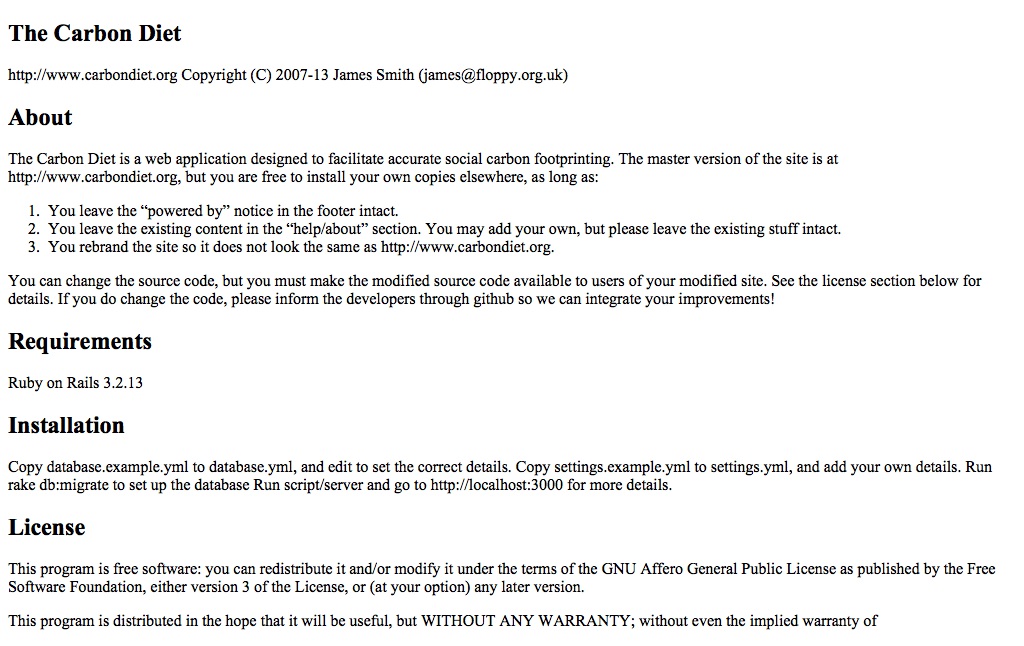 The Carbon Diet
http://www.carbondiet.org Copyright (C) 2007-13 James Smith (james@floppy.org.uk)
About
The Carbon Diet is a web application designed to facilitate accurate social carbon footprinting. The master version of the site is at
http://www.carbondiet.org, but you are free to install your own copies elsewhere, as long as:
1. You leave the “powered by” notice in the footer intact.
2. You leave the existing content in the “help/about” section. You may add your own, but please leave the existing stuff intact.
3. You rebrand the site so it does not look the same as http://www.carbondiet.org.
You can change the source code, but you must make the modified source code available to users of your modified site. See the license section below for
details. If you do change the code, please inform the developers through github so we can integrate your improvements!
Requirements
Ruby on Rails 3.2.13
Installation
Copy database.example.yml to database.yml, and edit to set the correct details. Copy settings.example.yml to settings.yml, and add your own details. Run
rake db:migrate to set up the database Run script/server and go to http://localhost:3000 for more details.
License
This program is free software: you can redistribute it and/or modify it under the terms of the GNU Affero General Public License as published by the Free
Software Foundation, either version 3 of the License, or (at your option) any later version.
This program is distributed in the hope that it will be useful, but WITHOUT ANY WARRANTY; without even the implied warranty of